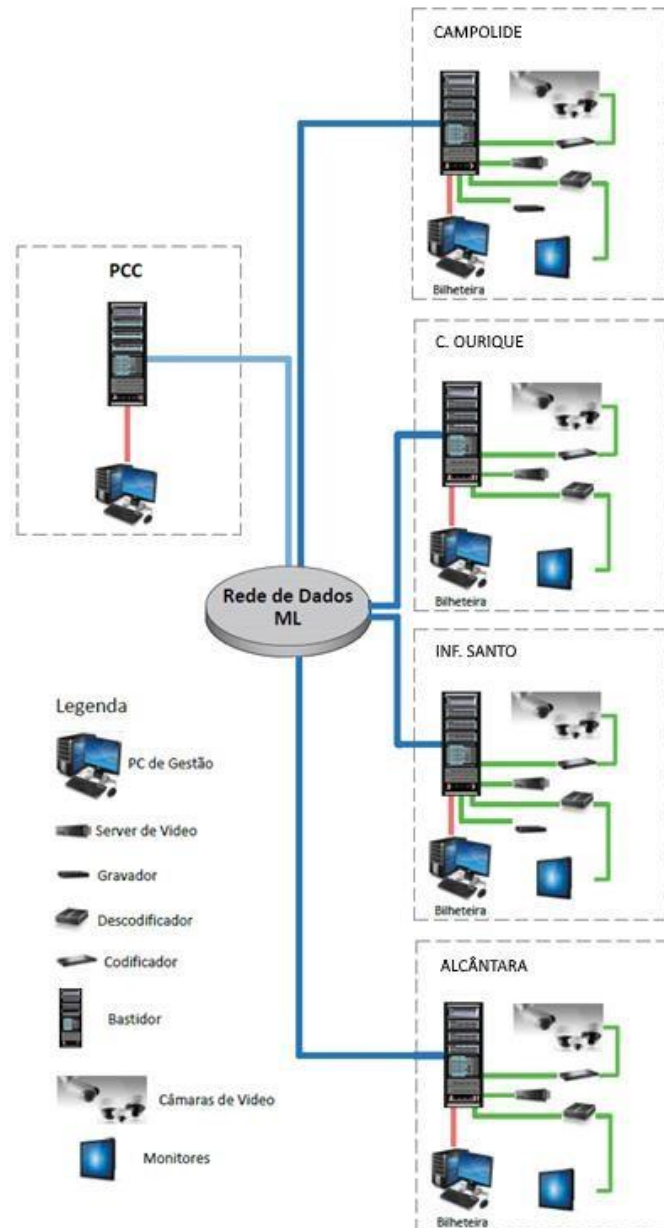 CAMPOLIDE
Bilheteira
PCC
C. OURIQUE
Bilheteira
Rede de Dados
ML
INF. SANTO
Bilheteira
ALCÂNTARA
Bilheteira
Legenda
PC de Gestão
Server de Video
Gravador
Descodificador
Codificador
Bastidor
Câmaras de Video
Monitores